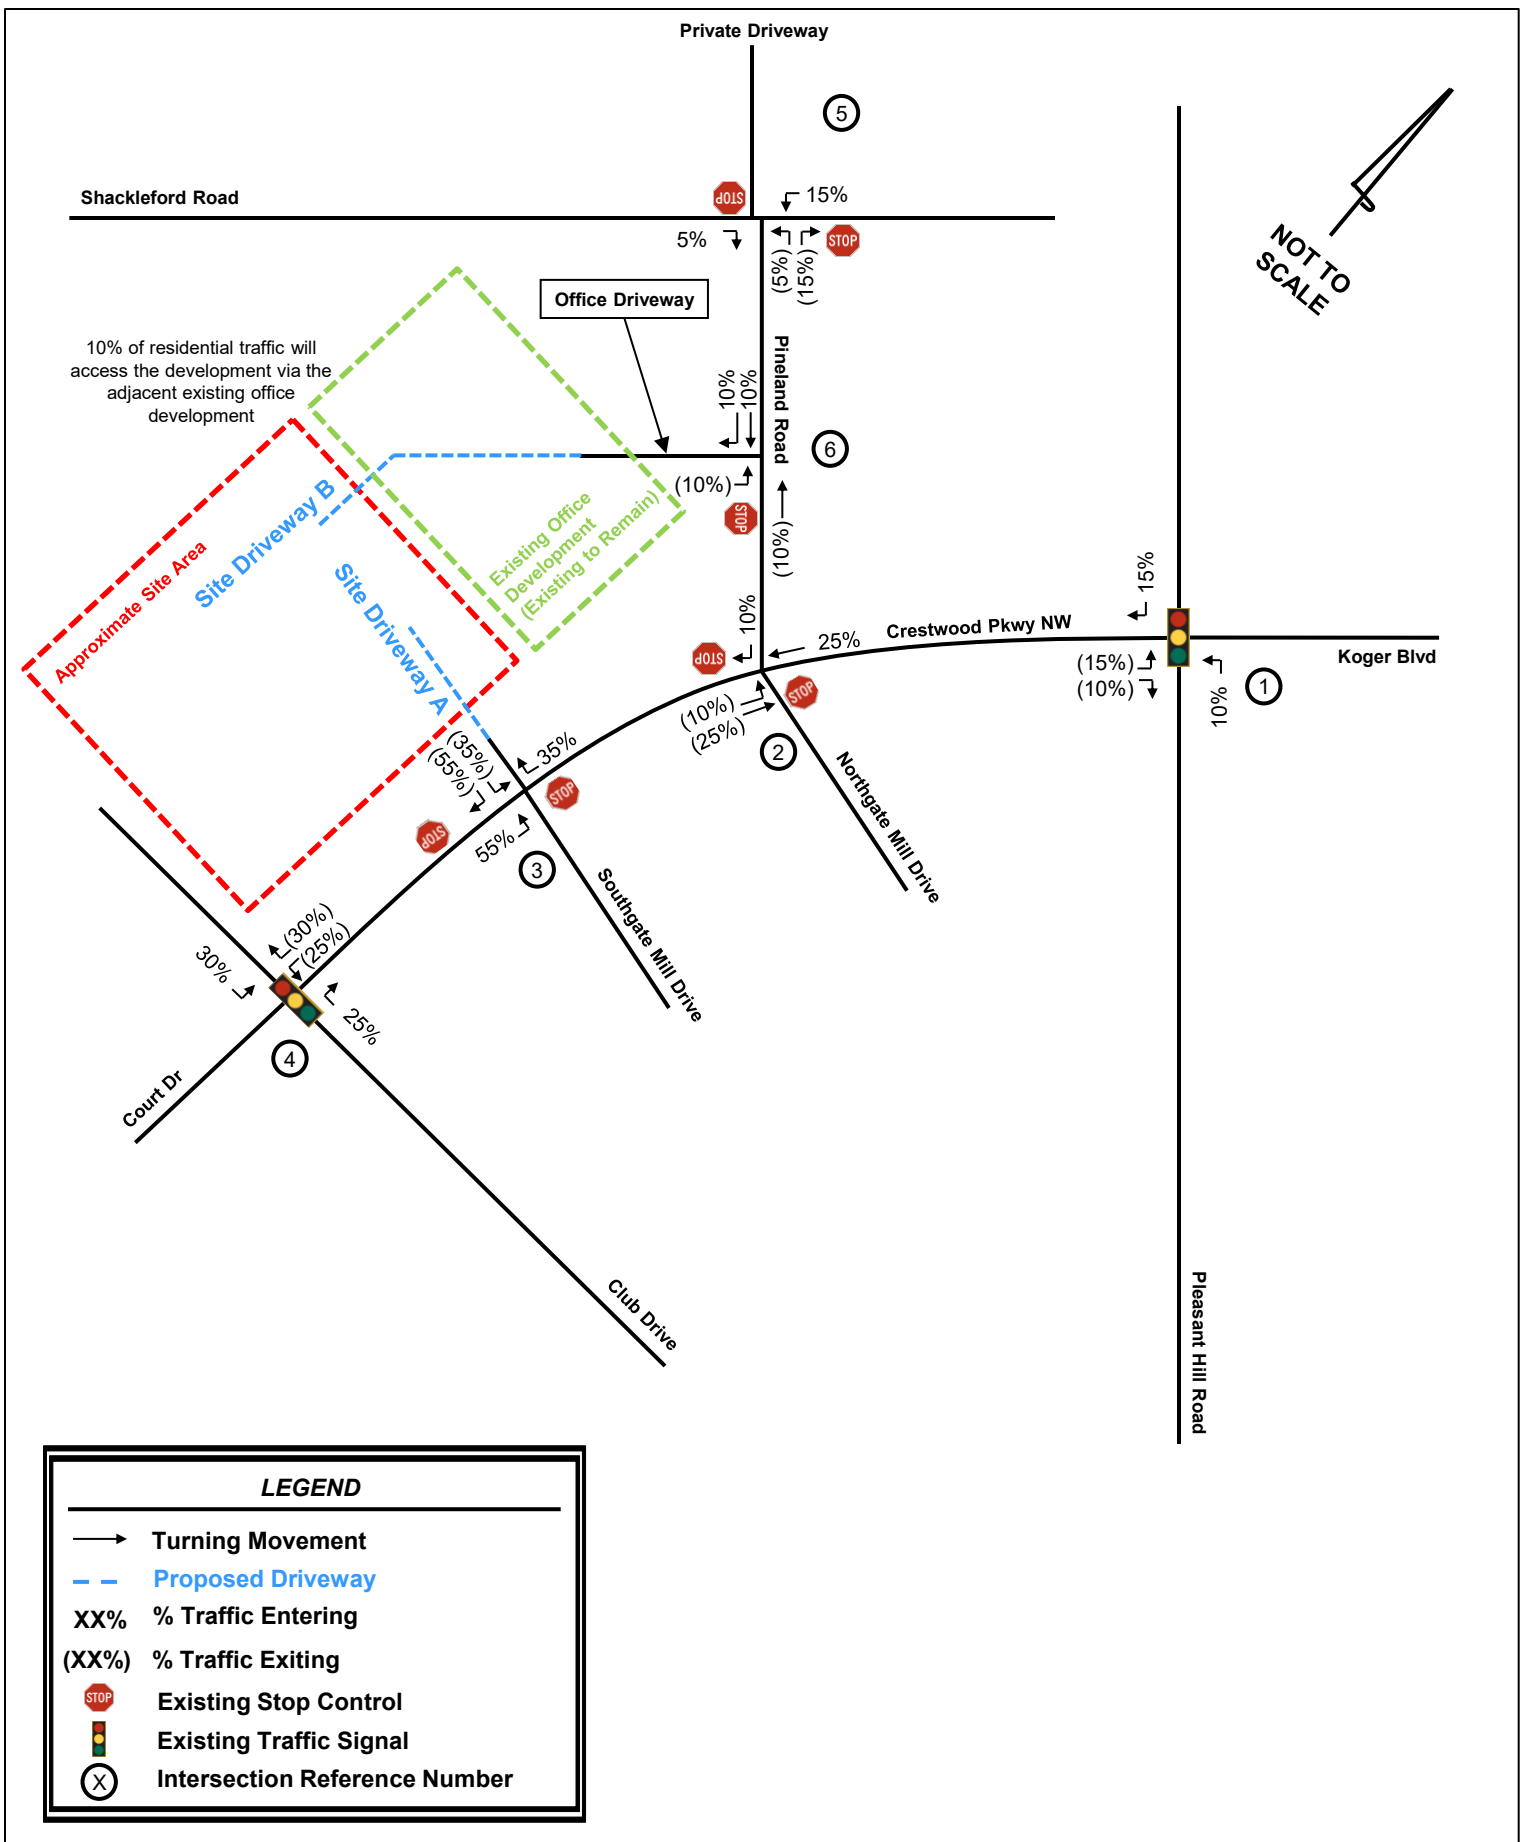 Private Driveway
5
Shackleford Road
STOP
15%
5%
(5%)
(15%)
STOP
NOT TO
SCALE
Office Driveway
10% of residential traffic will
access the development via the
adjacent existing office
development
Pineland Road
10%
10%
6
(10%)
STOP
(10%)
Site Driveway B
Existing Office
Development
(Existing to Remain)
Approximate Site Area
Site Driveway A
10%
STOP
25%
Crestwood Pkwy NW
15%
Koger Blvd
(15%)
(10%)
10%
1
(10%)
(25%)
STOP
2
Northgate Mill Drive
(35%)
(55%)
35%
STOP
STOP
55%
3
Southgate Mill Drive
(30%)
(25%)
30%
25%
4
Court Dr
Club Drive
Pleasant Hill Road
LEGEND
Turning Movement
Proposed Driveway
XX% % Traffic Entering
(XX%) % Traffic Exiting
STOP Existing Stop Control
Existing Traffic Signal
X Intersection Reference Number